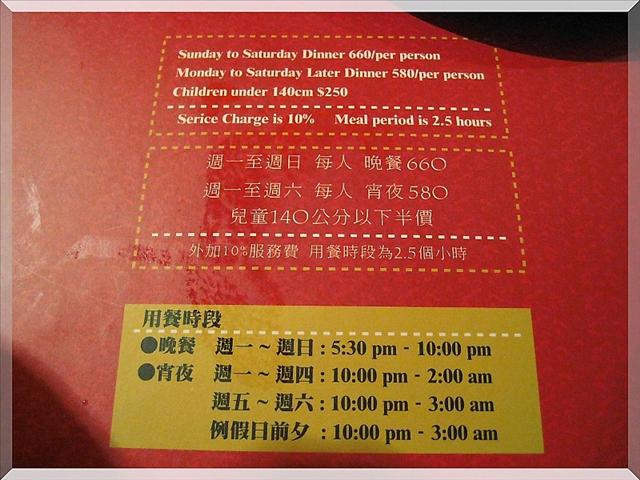 Sunday to Saturday Dinner 660/per person
Monday to Saturday Later Dinner 580/per person
Children under 140cm $250
Serice Charge is 10% Meal period is 2.5 hours
週一至週日 每人 晚餐660
週一至週六 每人 宵夜580
兒童140公分以下半價
外加10%服務費 用餐時段為2.5個小時
用餐時段
●晚餐 週一 ~ 週日 : 5:30 pm - 10:00 pm
●宵夜 週一 ~ 週四 : 10:00 pm - 2:00 am
週五 ~ 週六 : 10:00 pm - 3:00 am
例假日前夕 : 10:00 pm - 3:00 am